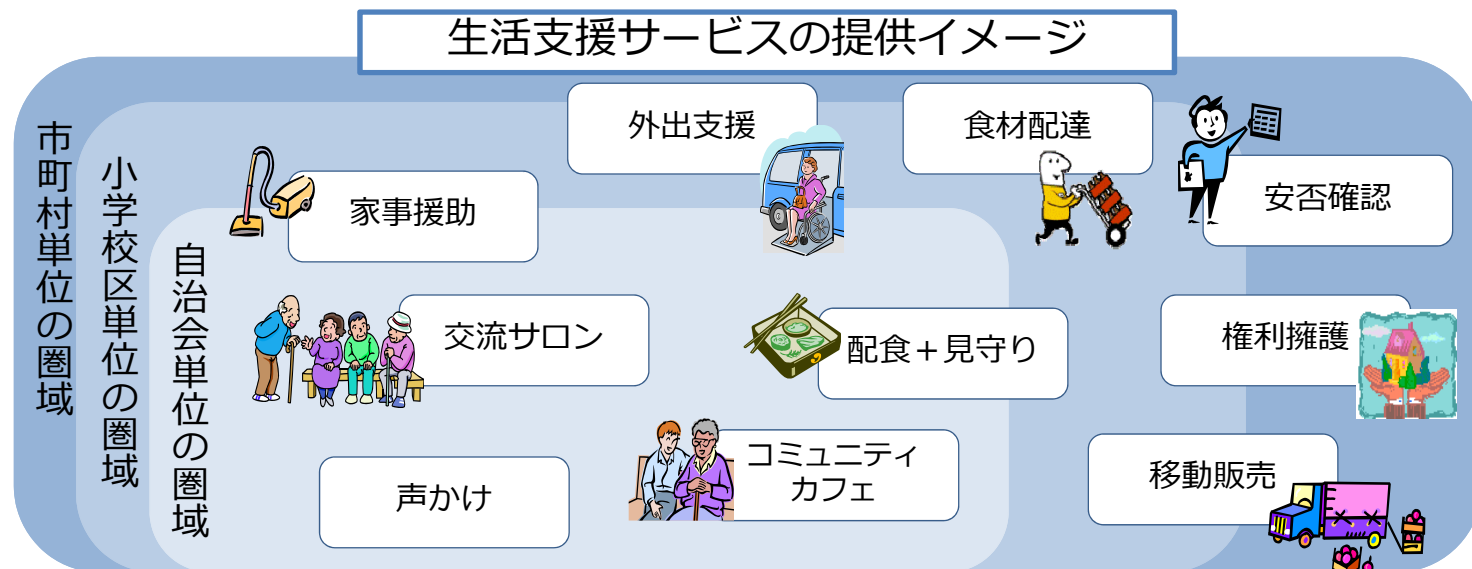 生活支援サービスの提供イメージ
市町村単位の圏域
小学校区単位の圏域
自治会単位の圏域
外出支援
食材配達
安否確認
家事援助
交流サロン
配食＋見守り
権利擁護
声かけ
コミュニティ
カフェ
移動販売